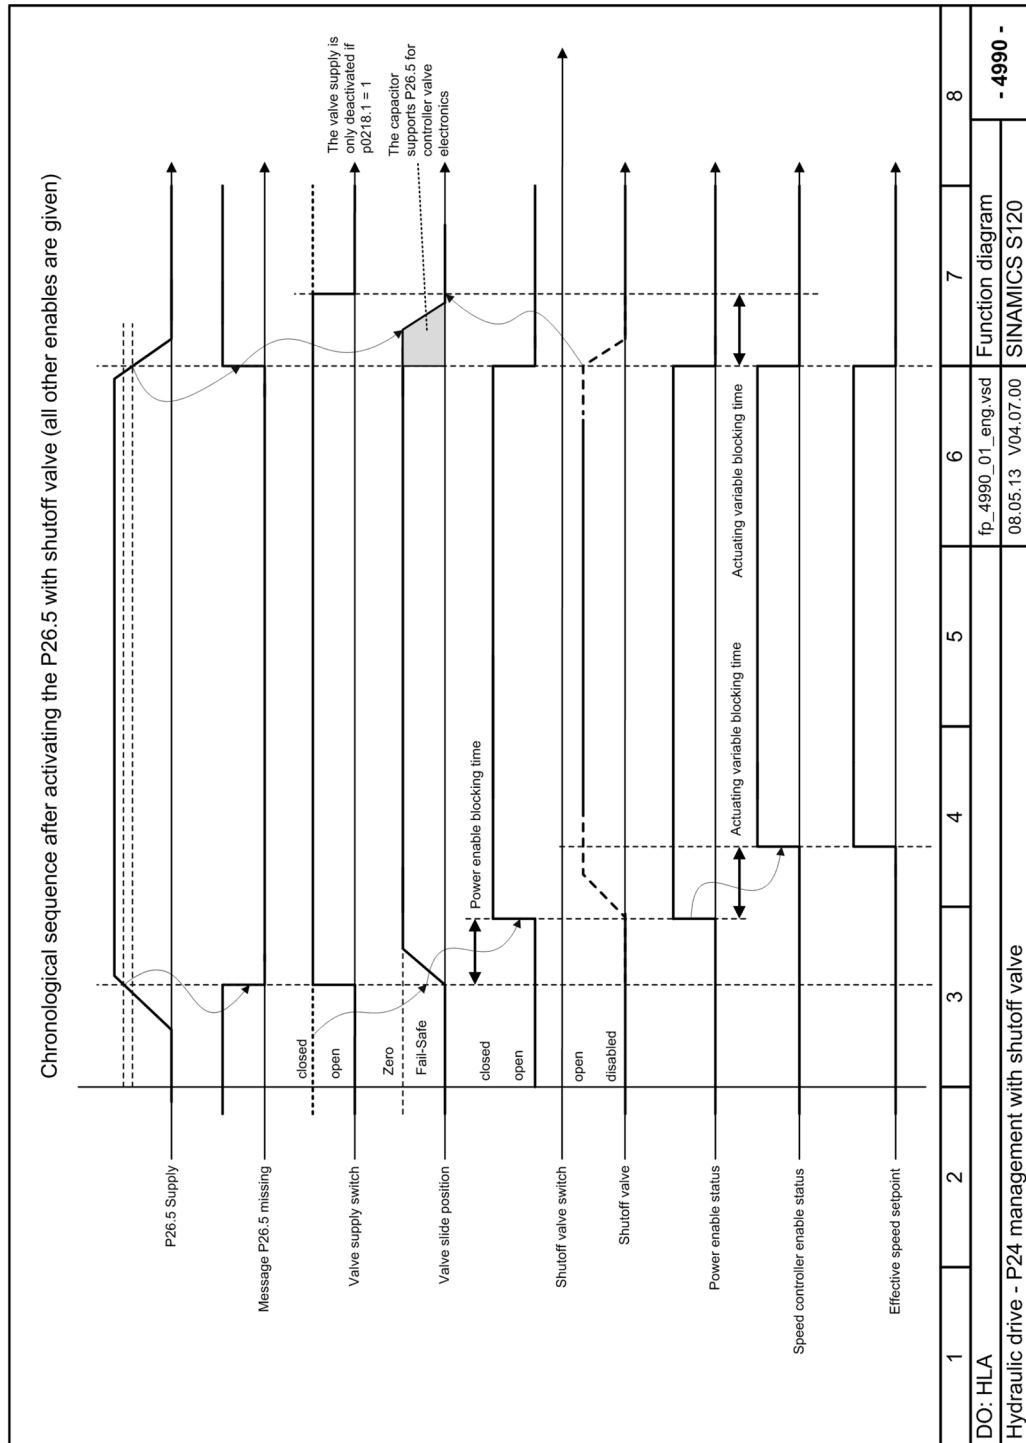 Chronological sequence after activating the P26.5 with shutoff valve (all other enables are given)
P26.5 Supply
Message P26.5 missing
closed
open
Valve supply switch
The valve supply is
only deactivated if
p0218.1 = 1
Zero
Fail-Safe
Valve slide position
The capacitor
supports P26.5 for
controller valve
electronics
Power enable blocking time
closed
open
Shutoff valve switch
open
disabled
Shutoff valve
Power enable status
Actuating variable blocking time
Actuating variable blocking time
Speed controller enable status
Effective speed setpoint
1 2 3 4 5 6 7 8
DO: HLA
fp_4990_01_eng.vsd
Function diagram
- 4990 -
Hydraulic drive - P24 management with shutoff valve
08.05.13 V04.07.00
SINAMICS S120